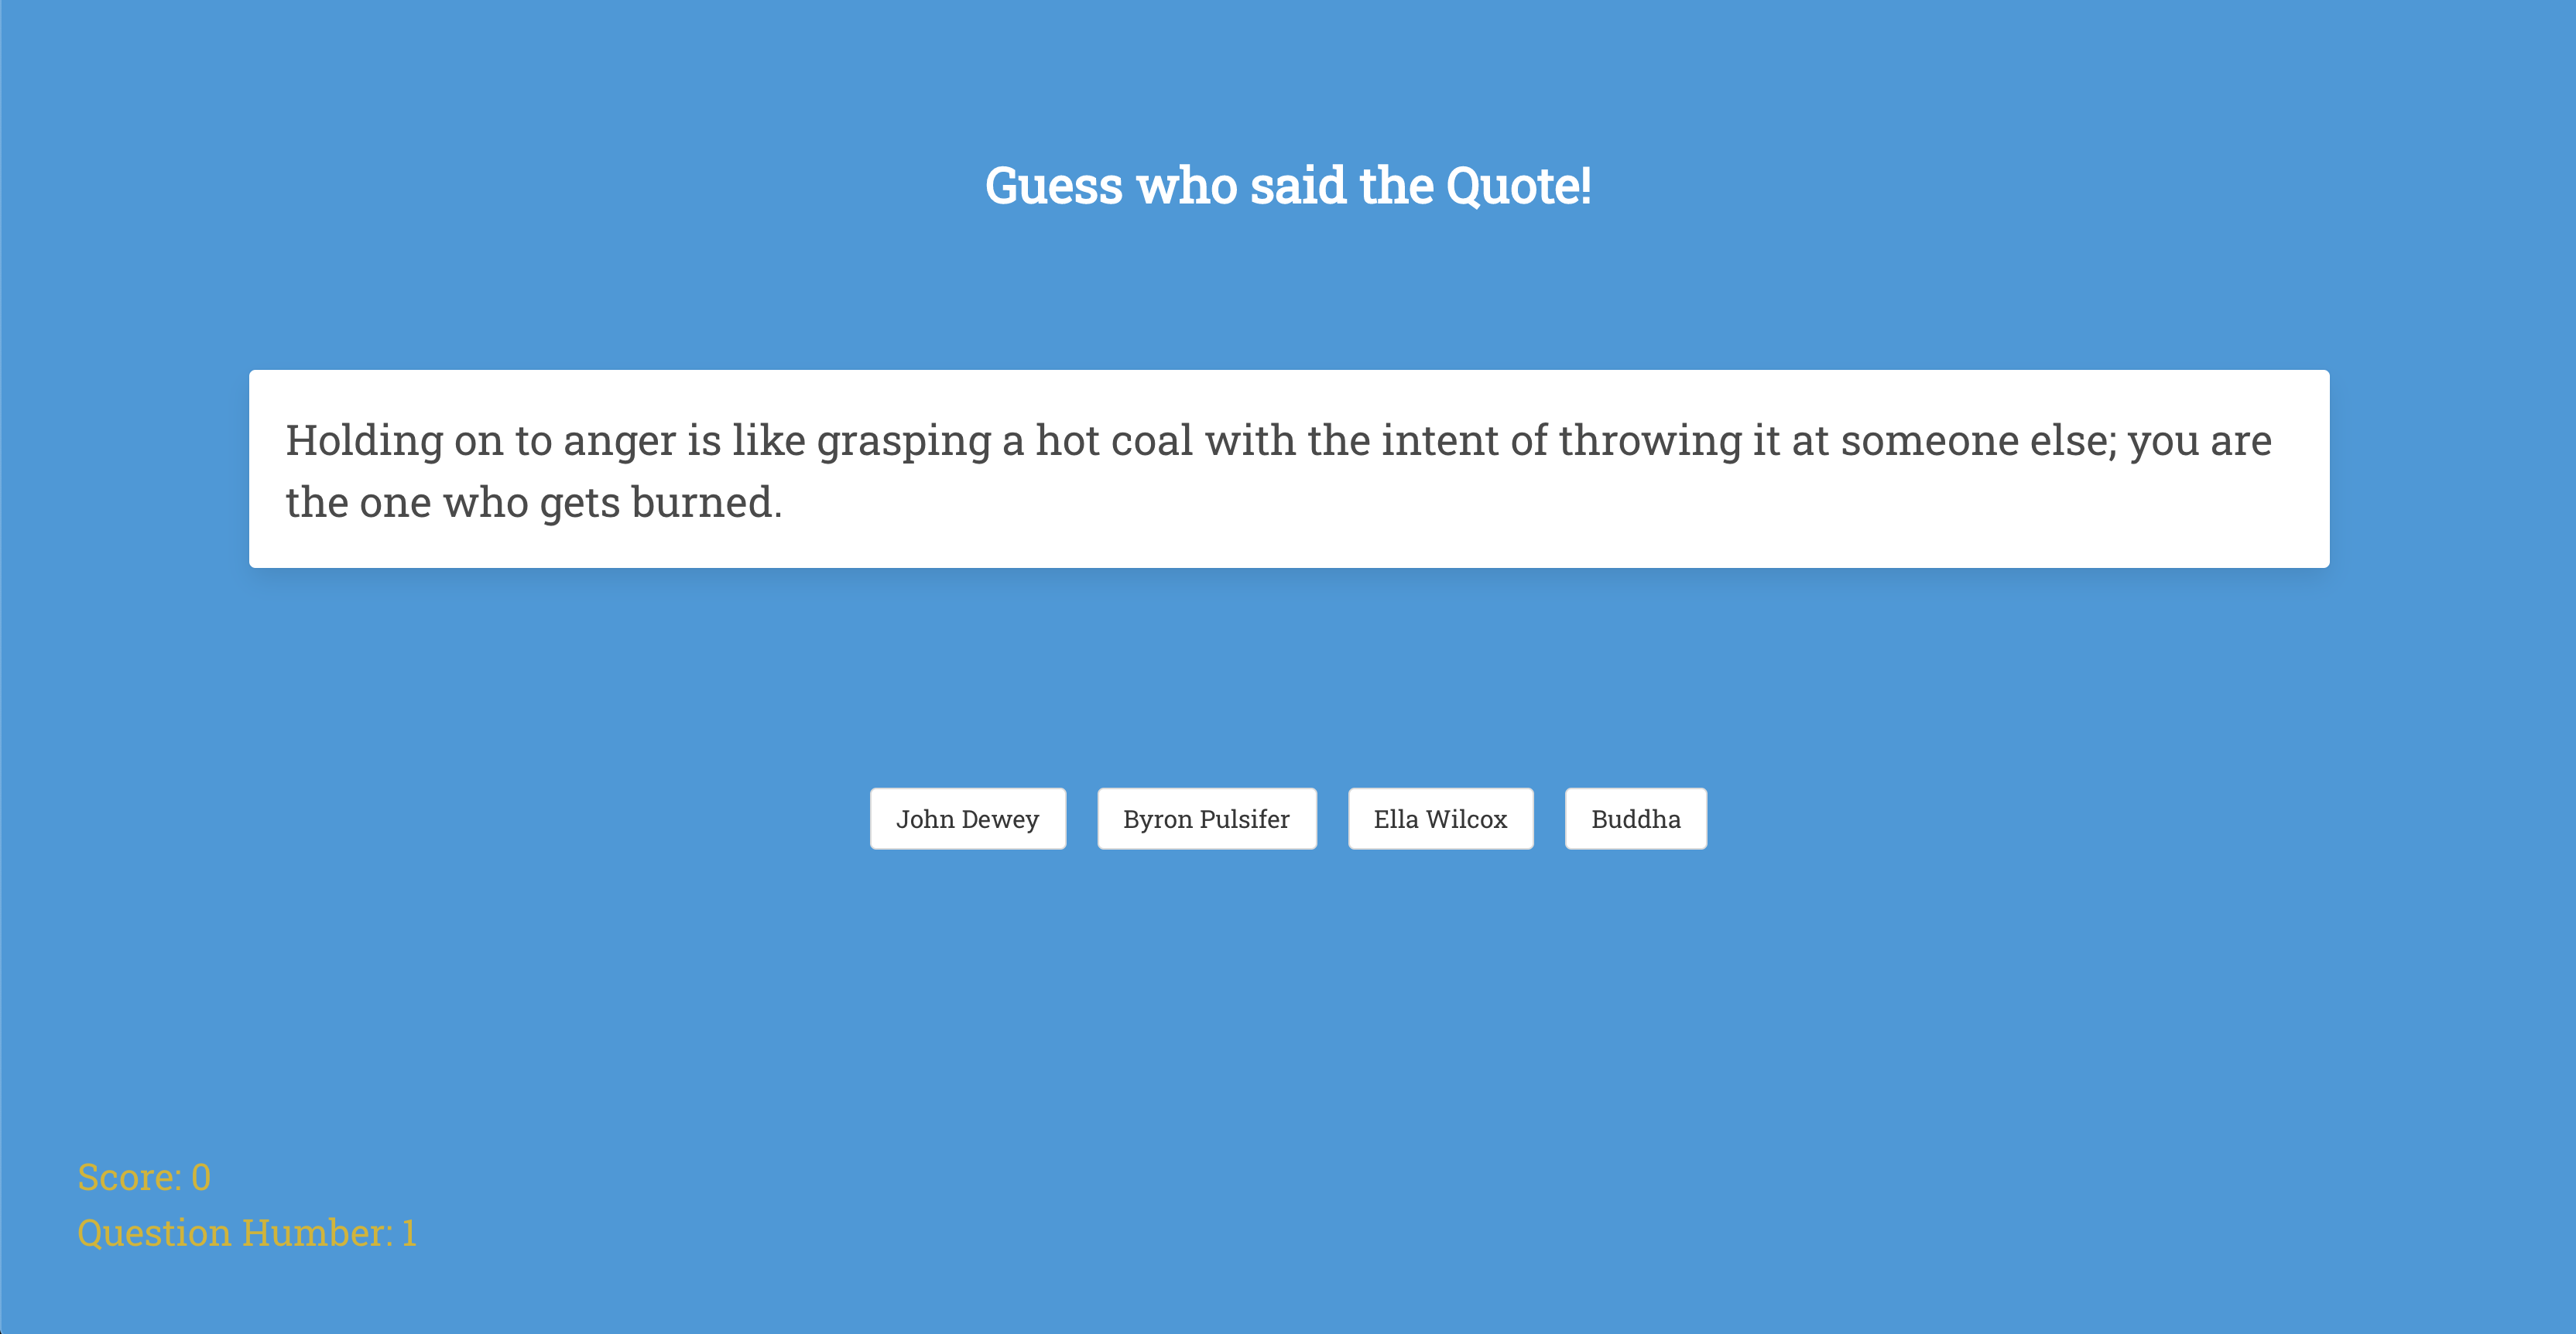 Guess who said the Quote!
Holding on to anger is like grasping a hot coal with the intent of throwing it at someone else; you are
the one who gets burned.
John Dewey
Byron Pulsifer
Ella Wilcox
Buddha
Score: 0
Question Humber: 1